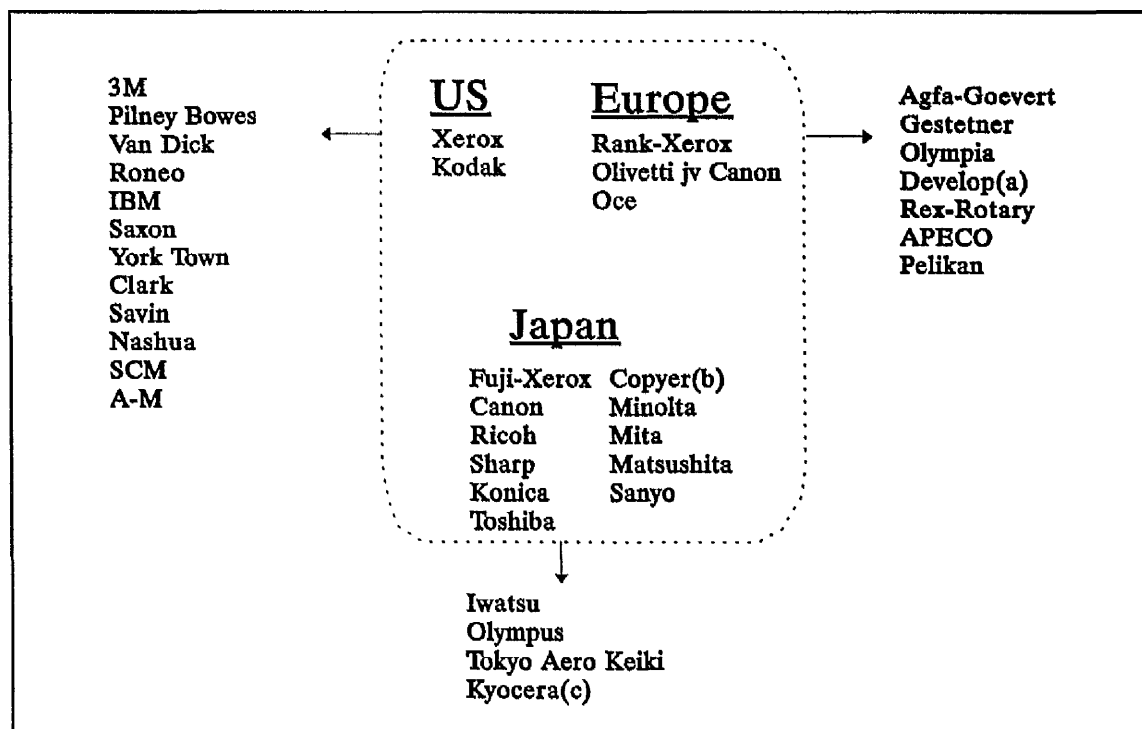 3M
Pilney Bowes
Van Dick
Roneo
IBM
Saxon
York Town
Clark
Savin
Nashua
SCM
A-M
US
Xerox
Kodak
Europe
Rank-Xerox
Olivetti jv Canon
Oce
Agfa-Goevert
Gestetner
Olympia
Develop(a)
Rex-Rotary
APECO
Pelikan
Japan
Fuji-Xerox Copyer(b)
Canon Minolta
Ricoh Mita
Sharp Matsushita
Konica Sanyo
Toshiba
Iwatsu
Olympus
Tokyo Aero Keiki
Kyocera(c)